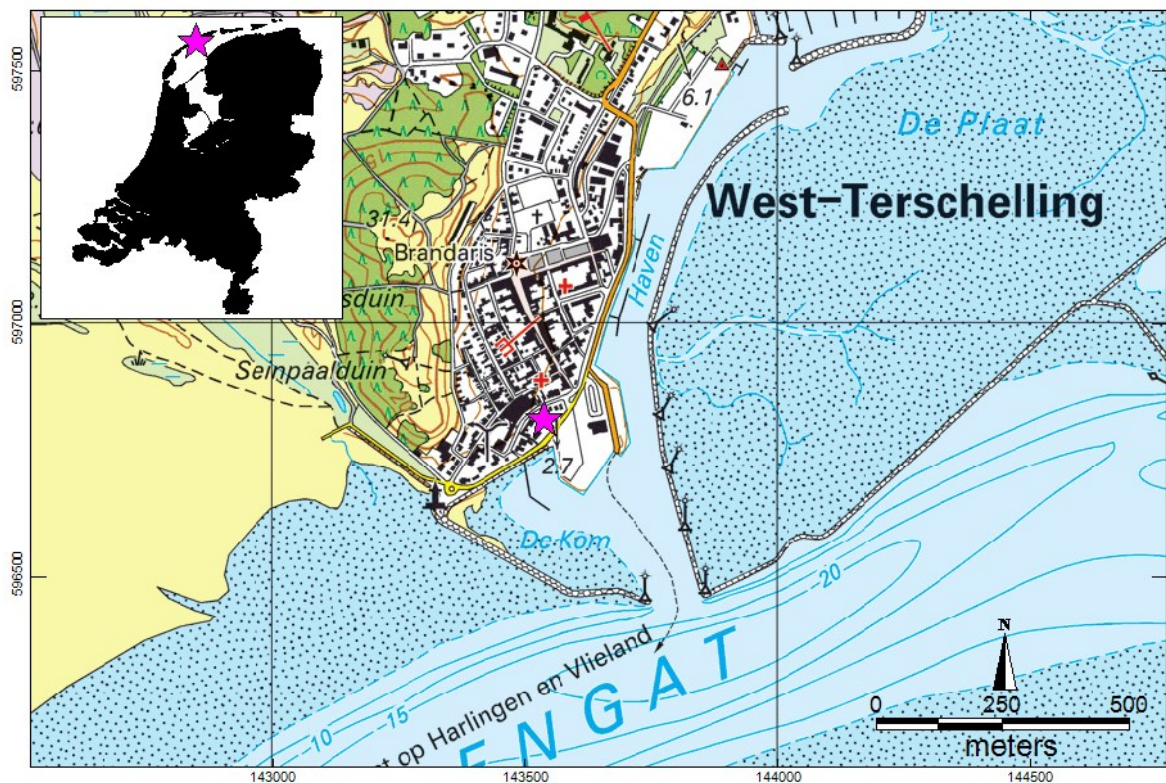 597500
6.1
De Plaat
West-Terschelling
31.4
Brandaris
Haven
sduin
597000
Seinpaalduin
2.7
De Kom
596500
20
N
0 250 500
meters
15
10
t op Harlingen en Vlieland
ENGAT
143000 143500 144000 144500